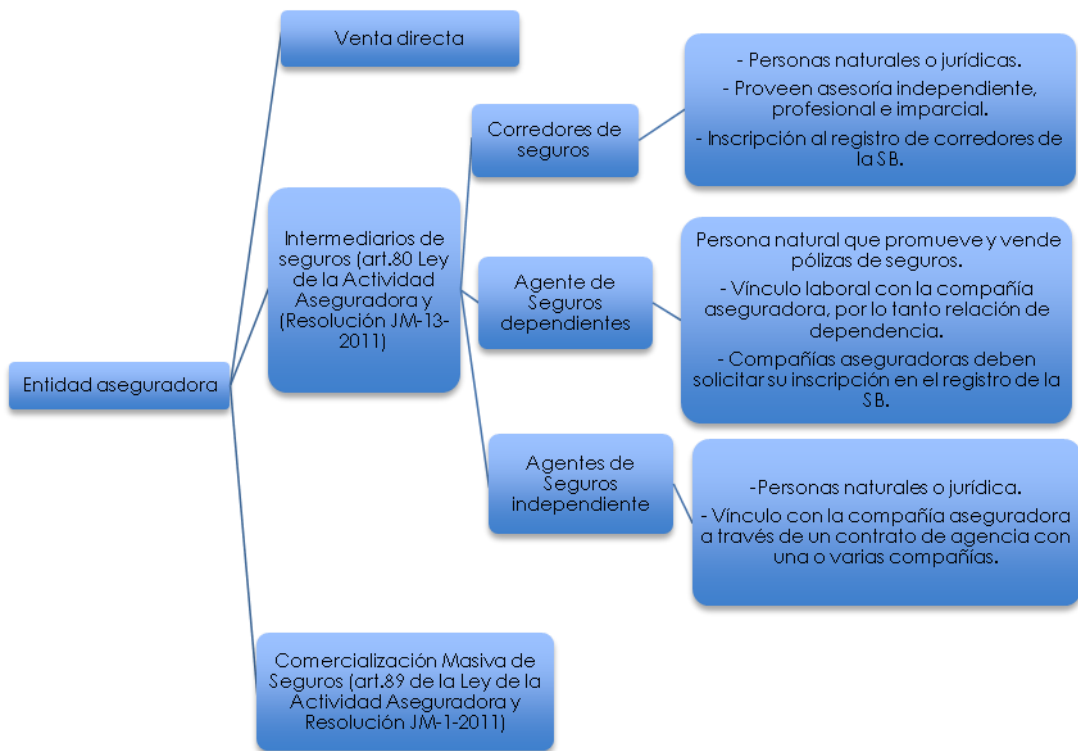 Entidad aseguradora
Venta directa
Intermediarios de
seguros (art.80 Ley
de la Actividad
Aseguradora y
(Resolución JM-13-
2011)
Corredores de
seguros
- Personas naturales o jurídicas.
- Proveen asesoría independiente,
profesional e imparcial.
- Inscripción al registro de corredores de
la SB.
Agente de
Seguros
dependientes
Persona natural que promueve y vende
pólizas de seguros.
- Vínculo laboral con la compañía
aseguradora, por lo tanto relación de
dependencia.
- Compañías aseguradoras deben
solicitar su inscripción en el registro de la
SB.
Agentes de
Seguros
independiente
-Personas naturales o jurídica.
- Vínculo con la compañía aseguradora
a través de un contrato de agencia con
una o varias compañías.
Comercialización Masiva de
Seguros (art.89 de la Ley de la
Actividad Aseguradora y
Resolución JM-1-2011)